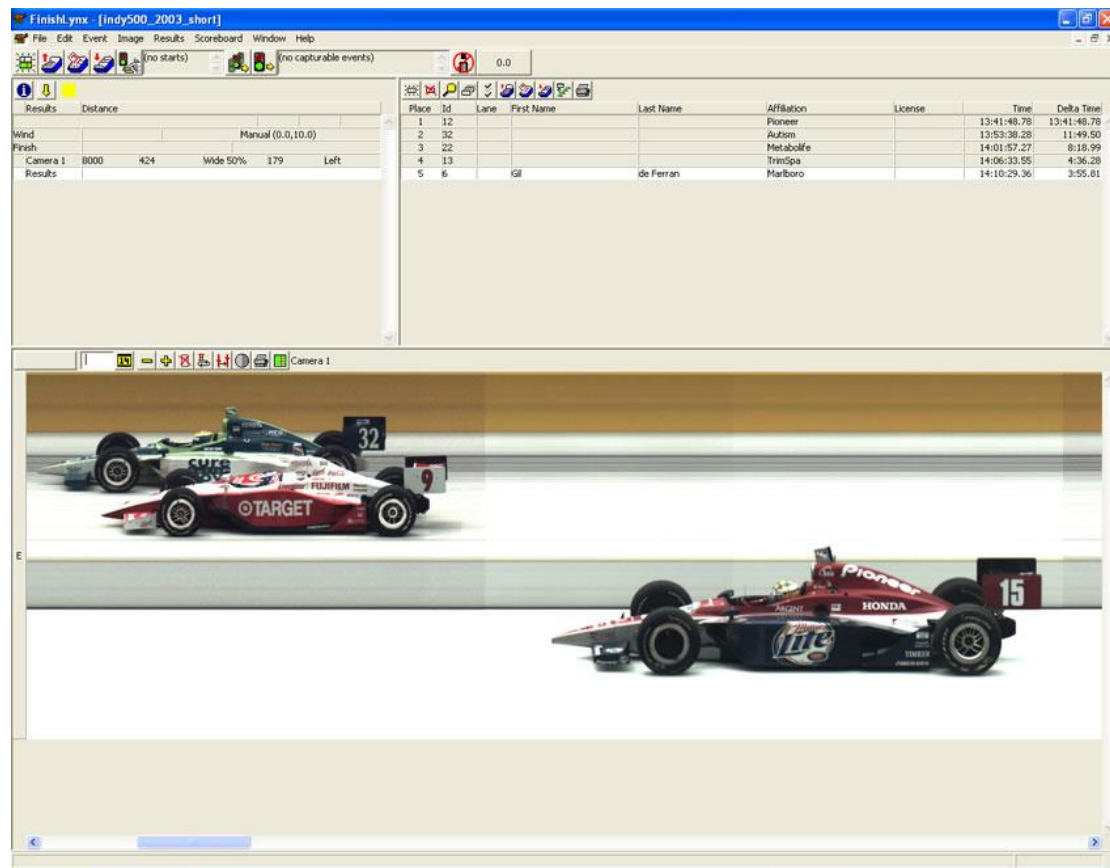 FinishLynx - [indy500_2003_short]
File Edit Event Image Results Scoreboard Window Help
(no starts) (no capturable events) 0.0
Results Distance
Wind Manual (0.0,10.0)
Finish
Camera 1 8000 424 Wide 50% 179 Left
Results
Place Id Lane First Name Last Name Affiliation License Time Delta Time
1 12 Pioneer 13:41:48.78 13:41:48.78
2 32 Autism 13:53:38.28 11:49.50
3 22 Metabolife 14:01:57.27 8:18.99
4 13 TrimSpa 14:06:33.55 4:36.28
5 6 Gil de Ferran Marlboro 14:10:29.36 3:55.81
Camera 1
32
cure
9
FUJIFILM
TARGET
E
Pioneer
15
ARGENT HONDA
Miller
Lite
TIMKEN